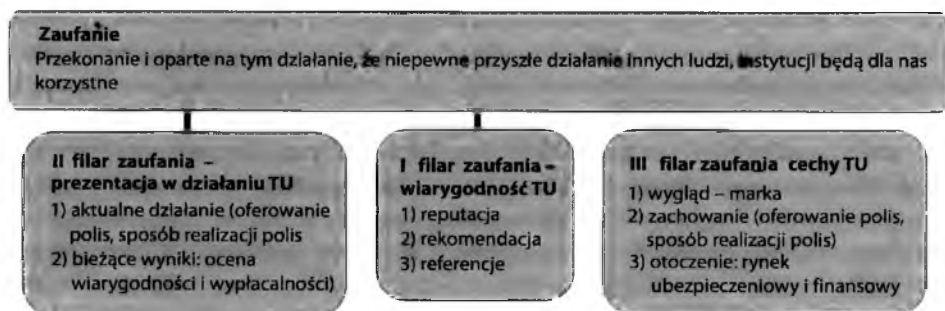 Zaufanie
Przekonanie i oparte na tym działanie, że niepewne przyszłe działanie innych ludzi, instytucji będą dla nas
korzystne
II filar zaufania –
prezentacja w działaniu TU
1) aktualne działanie (oferowanie
polis, sposób realizacji polis
2) bieżące wyniki: ocena
wiarygodności i wypłacalności)
I filar zaufania –
wiarygodność TU
1) reputacja
2) rekomendacja
3) referencje
III filar zaufania cechy TU
1) wygląd – marka
2) zachowanie (oferowanie polis,
sposób realizacji polis)
3) otoczenie: rynek
ubezpieczeniowy i finansowy